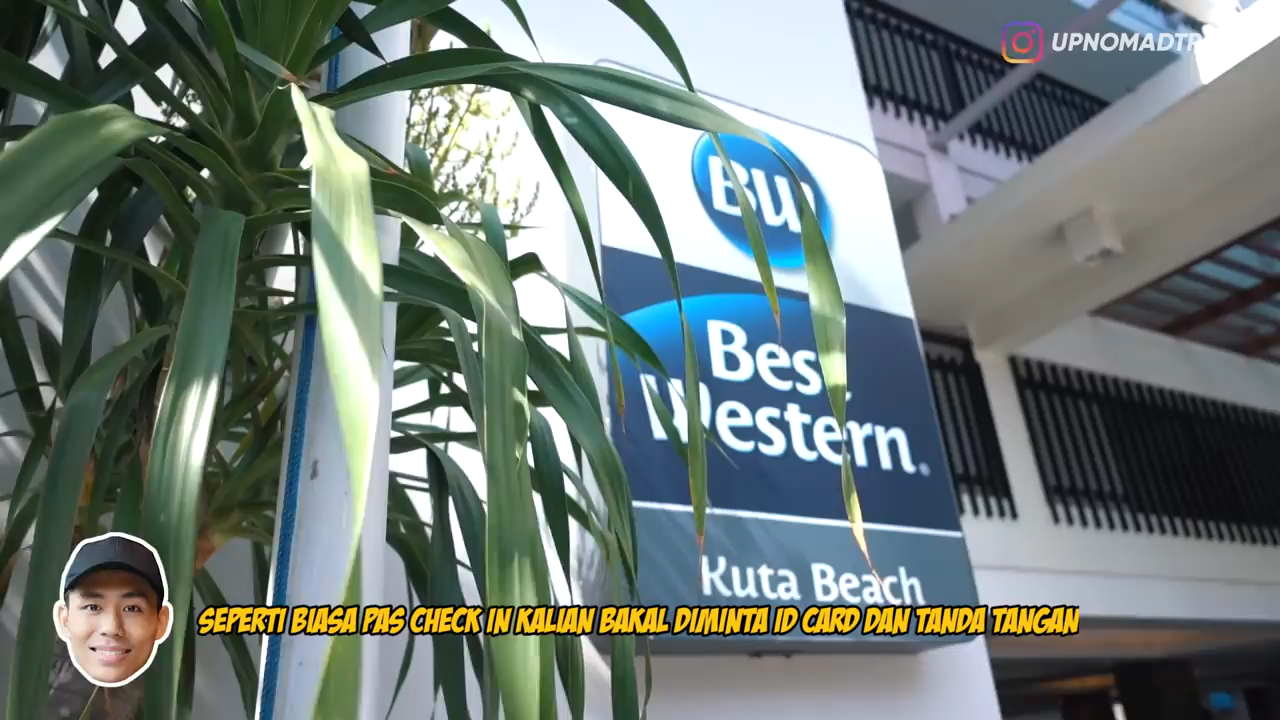 UPNOMADTR
BW
Best
Western
Kuta Beach
SEPERTI BIASA PAS CHECK IN KALIAN BAKAL DIMINTA ID CARD DAN TANDA TANGAN